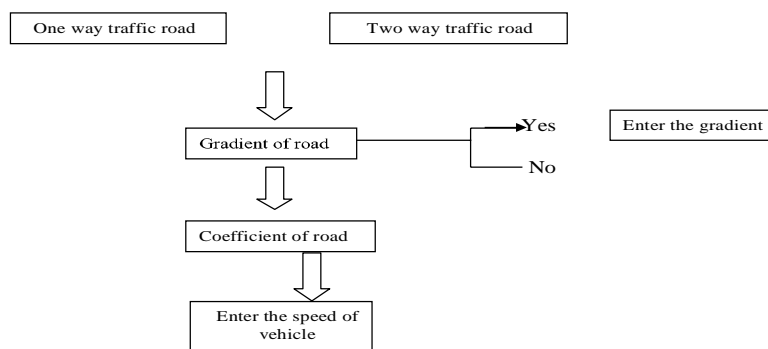 One way traffic road
Two way traffic road
Gradient of road
Yes
Enter the gradient
No
Coefficient of road
Enter the speed of
vehicle